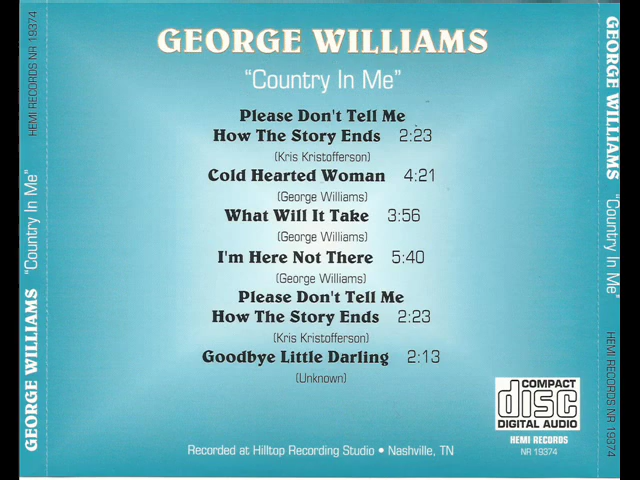 GEORGE WILLIAMS
“Country In Me”
Please Don't Tell Me
How The Story Ends 2:23
(Kris Kristofferson)
Cold Hearted Woman 4:21
(George Williams)
What Will It Take 3:56
(George Williams)
I'm Here Not There 5:40
(George Williams)
Please Don't Tell Me
How The Story Ends 2:23
(Kris Kristofferson)
Goodbye Little Darling 2:13
(Unknown)
COMPACT
disc
DIGITAL AUDIO
HEMI RECORDS
NR 19374
Recorded at Hilltop Recording Studio • Nashville, TN
GEORGE WILLIAMS “Country In Me” HEMI RECORDS NR 19374
GEORGE WILLIAMS “Country In Me” HEMI RECORDS NR 19374